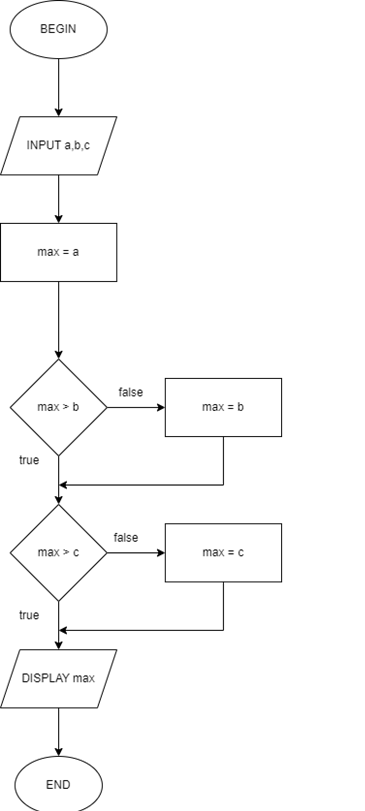 BEGIN
INPUT a,b,c
max = a
max > b
false
max = b
true
max > c
false
max = c
true
DISPLAY max
END